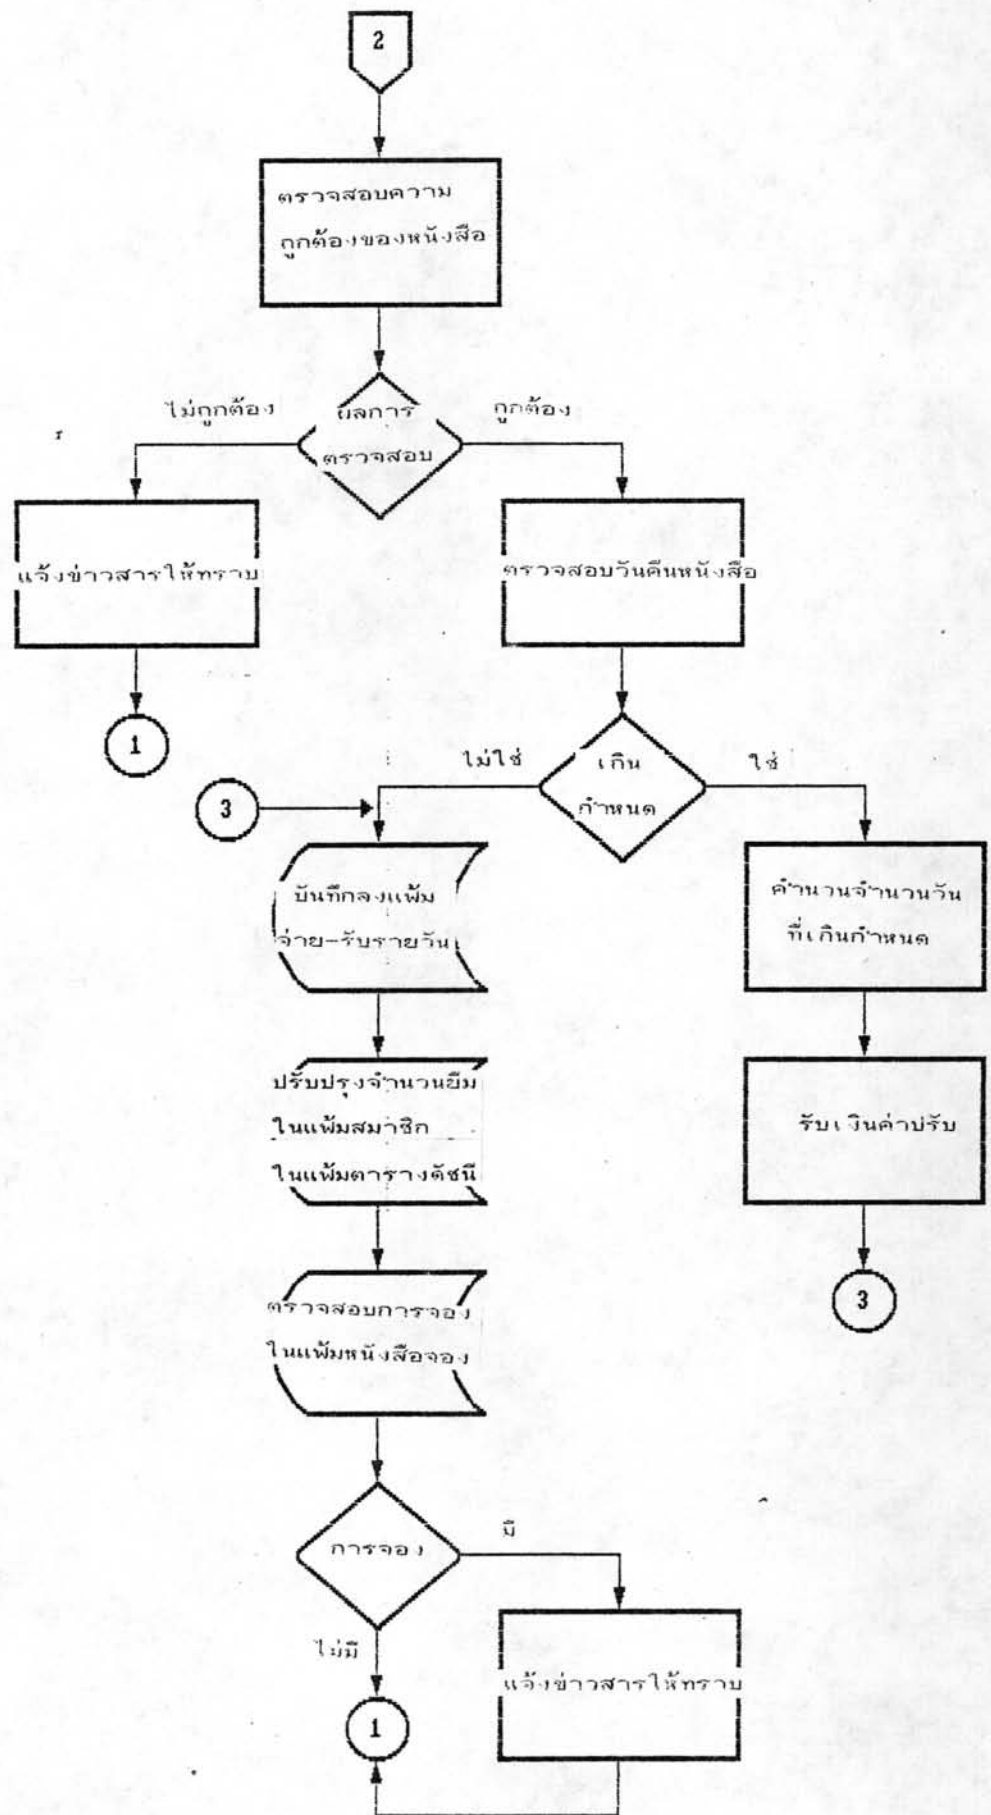 2
ตรวจสอบความ
ถูกต้องของหนังสือ
ไม่ถูกต้อง
ผลการ
ตรวจสอบ
ถูกต้อง
แจ้งข่าวสารให้ทราบ
ตรวจสอบวันคืนหนังสือ
1
ไม่ใช่
เกิน
กำหนด
ใช่
3
บันทึกลงแฟ้ม
จ่าย-รับรายวัน
คำนวนจำนวนวัน
ที่เกินกำหนด
ปรับปรุงจำนวนยืม
ในแฟ้มสมาชิก
ในแฟ้มตารางดัชนี
รับเงินค่าปรับ
ตรวจสอบการจอง
ในแฟ้มหนังสือจอง
3
การจอง
มี
ไม่มี
แจ้งข่าวสารให้ทราบ
1